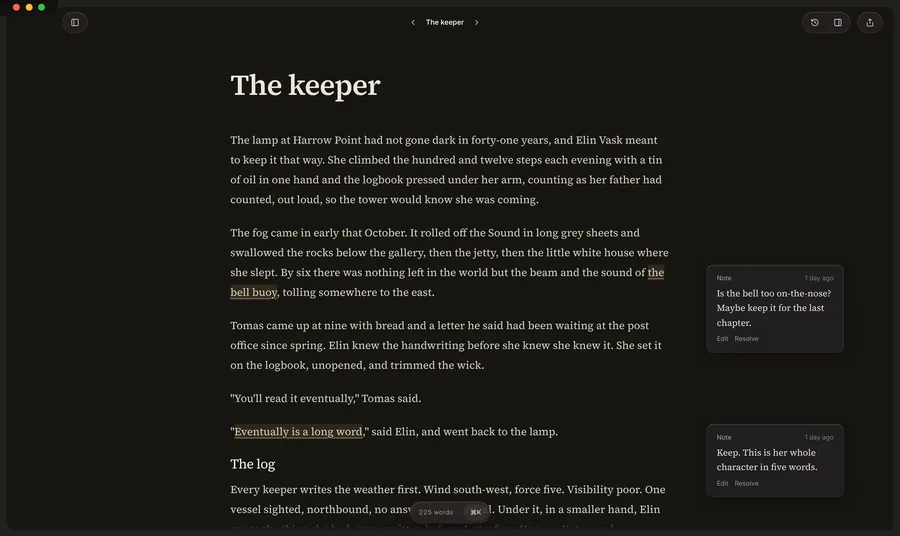 The keeper
The keeper
The lamp at Harrow Point had not gone dark in forty-one years, and Elin Vask meant
to keep it that way. She climbed the hundred and twelve steps each evening with a tin
of oil in one hand and the logbook pressed under her arm, counting as her father had
counted, out loud, so the tower would know she was coming.
The fog came in early that October. It rolled off the Sound in long grey sheets and
swallowed the rocks below the gallery, then the jetty, then the little white house where
she slept. By six there was nothing left in the world but the beam and the sound of the
bell buoy, tolling somewhere to the east.
Note
1 day ago
Is the bell too on-the-nose?
Maybe keep it for the last
chapter.
Edit Resolve
Tomas came up at nine with bread and a letter he said had been waiting at the post
office since spring. Elin knew the handwriting before she knew she knew it. She set it
on the logbook, unopened, and trimmed the wick.
"You'll read it eventually," Tomas said.
"Eventually is a long word," said Elin, and went back to the lamp.
Note
1 day ago
Keep. This is her whole
character in five words.
Edit Resolve
The log
Every keeper writes the weather first. Wind south-west, force five. Visibility poor. One
vessel sighted, northbound, no Under it, in a smaller hand, Elin
225 words ⌘K